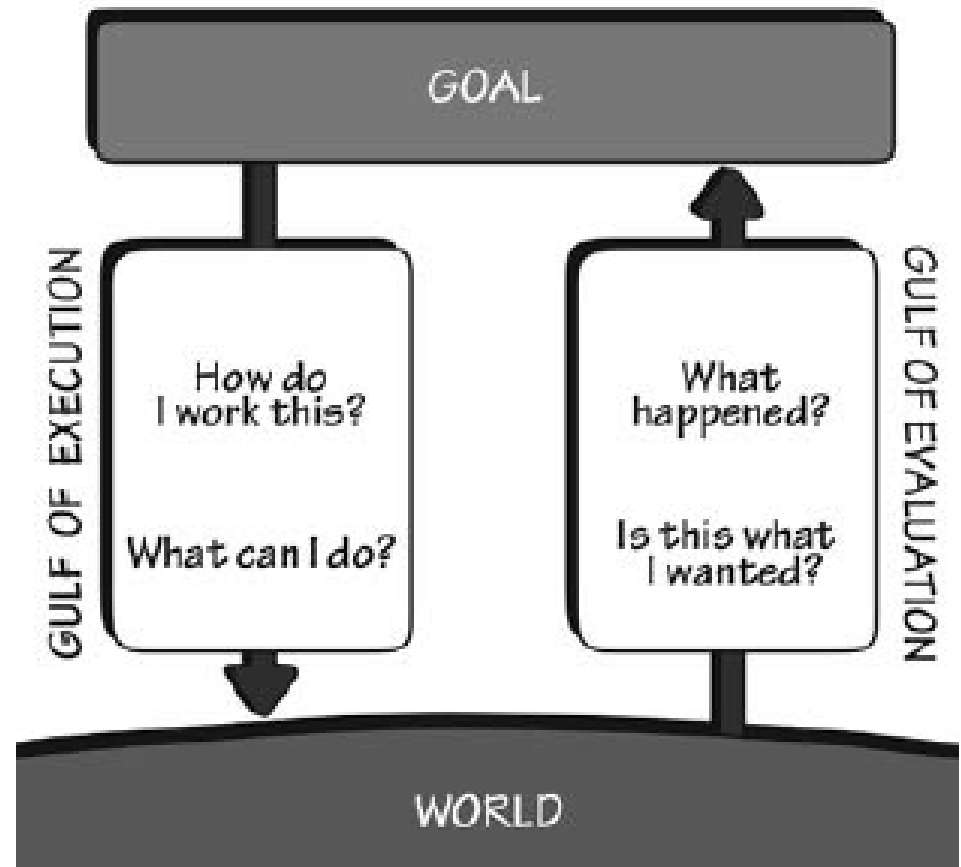 GOAL
GULF OF EXECUTION
How do
I work this?
What can I do?
What
happened?
Is this what
I wanted?
GULF OF EVALUATION
WORLD